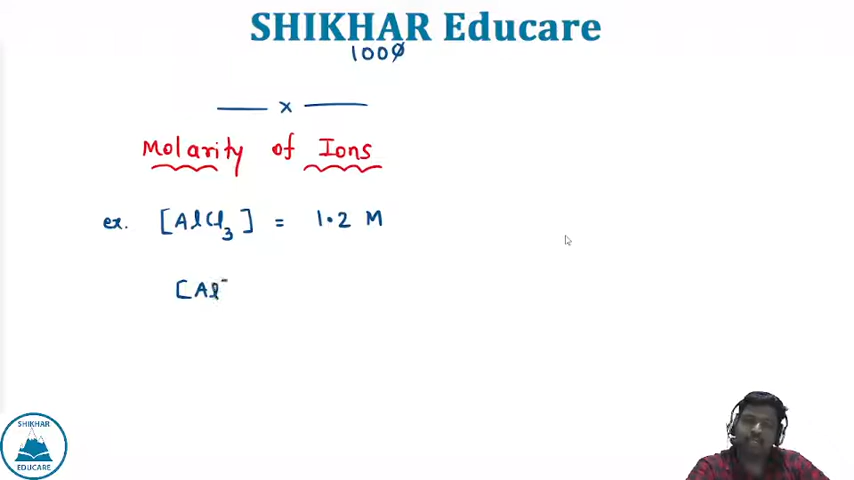 SHIKHAR Educare
1000
x
Molarity of Ions
ex. [AlCl3] = 1.2 M
[Al-
SHIKHAR
EDUCARE